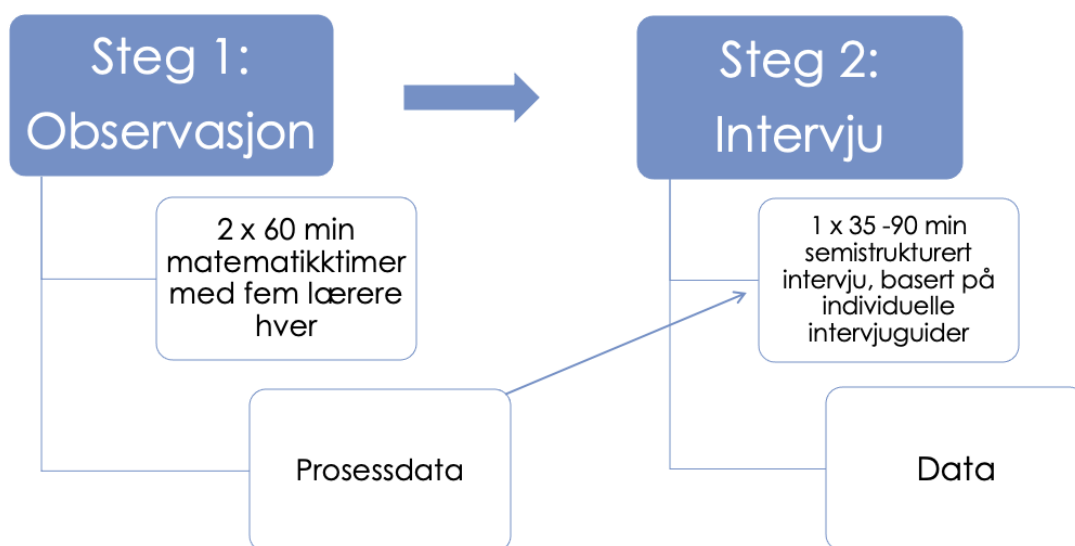 Steg 1:
Observasjon
2 x 60 min
matematikktimer
med fem lærere
hver
Prosessdata
Steg 2:
Intervju
1 x 35 -90 min
semistrukturert
intervju, basert på
individuelle
intervjuguider
Data